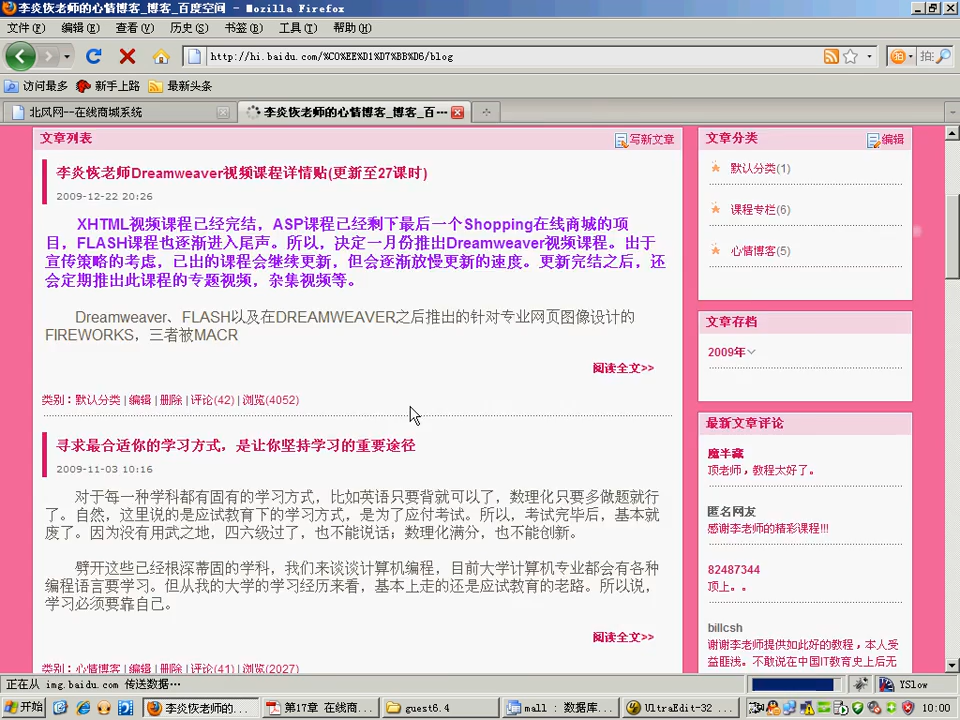 李炎恢老师的心情博客_博客_百度空间 - Mozilla Firefox
文件(F) 编辑(E) 查看(V) 历史(S) 书签(B) 工具(T) 帮助(H)
http://hi.baidu.com/%C0%EE%D1%D7%BB%D6/blog
访问最多 新手上路 最新头条
北风网--在线商城系统
李炎恢老师的心情博客_博客_百…
文章列表
写新文章
李炎恢老师Dreamweaver视频课程详情贴(更新至27课时)
2009-12-22 20:26
XHTML视频课程已经完结，ASP课程已经剩下最后一个Shopping在线商城的项
目，FLASH课程也逐渐进入尾声。所以，决定一月份推出Dreamweaver视频课程。出于
宣传策略的考虑，已出的课程会继续更新，但会逐渐放慢更新的速度。更新完结之后，还
会定期推出此课程的专题视频，杂集视频等。
Dreamweaver、FLASH以及在DREAMWEAVER之后推出的针对专业网页图像设计的
FIREWORKS，三者被MACR
阅读全文>>
类别：默认分类 | 编辑 | 删除 | 评论(42) | 浏览(4052)
寻求最合适你的学习方式，是让你坚持学习的重要途径
2009-11-03 10:16
对于每一种学科都有固有的学习方式，比如英语只要背就可以了，数理化只要多做题就行
了。自然，这里说的是应试教育下的学习方式，是为了应付考试。所以，考试完毕后，基本就
废了。因为没有用武之地，四六级过了，也不能说话；数理化满分，也不能创新。
劈开这些已经根深蒂固的学科，我们来谈谈计算机编程，目前大学计算机专业都会有各种
编程语言要学习。但从我的大学的学习经历来看，基本上走的还是应试教育的老路。所以说，
学习必须要靠自己。
阅读全文>>
类别：心情博客 | 编辑 | 删除 | 评论(41) | 浏览(2027)
文章分类
编辑
默认分类(1)
课程专栏(6)
心情博客(5)
文章存档
2009年
最新文章评论
魔半藏
顶老师，教程太好了。
匿名网友
感谢李老师的精彩课程!!!
82487344
顶上。。
billcsh
谢谢李老师提供如此好的教程，本人受
益匪浅。不敢说在中国IT教育史上后无
正在从 img.baidu.com 传送数据…
YSlow
开始
李炎恢老师的...
第17章 在线商...
guest6.4
mall : 数据库...
UltraEdit-32 ...
10:00